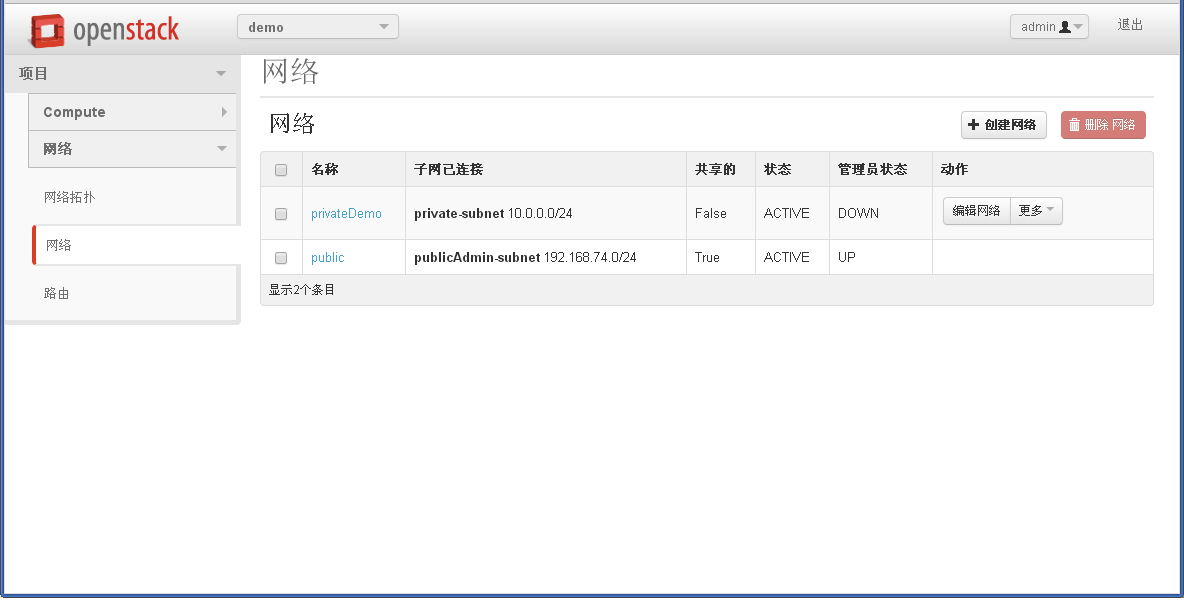 openstack demo admin 退出
项目
Compute
网络
网络拓扑
网络
路由
网络
网络 创建网络 删除 网络
名称 子网已连接 共享的 状态 管理员状态 动作
privateDemo private-subnet 10.0.0.0/24 False ACTIVE DOWN 编辑网络 更多
public publicAdmin-subnet 192.168.74.0/24 True ACTIVE UP
显示2个条目